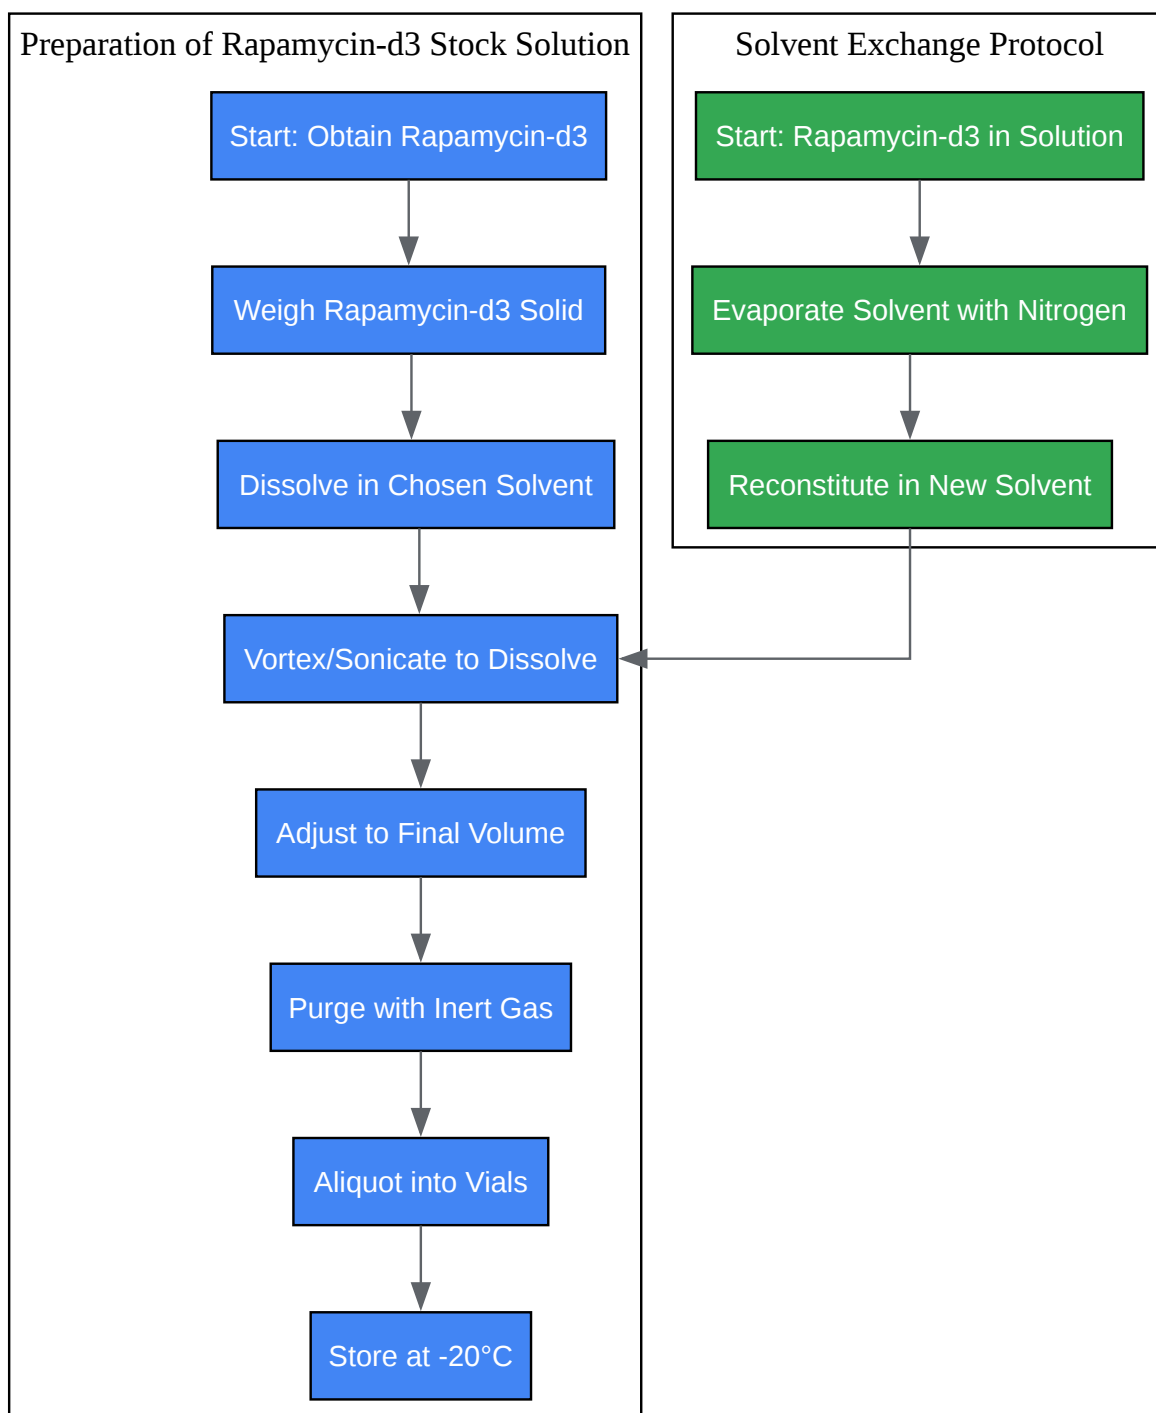 Preparation of Rapamycin-d3 Stock Solution
Start: Obtain Rapamycin-d3
Weigh Rapamycin-d3 Solid
Dissolve in Chosen Solvent
Vortex/Sonicate to Dissolve
Adjust to Final Volume
Purge with Inert Gas
Aliquot into Vials
Store at -20°C
Solvent Exchange Protocol
Start: Rapamycin-d3 in Solution
Evaporate Solvent with Nitrogen
Reconstitute in New Solvent